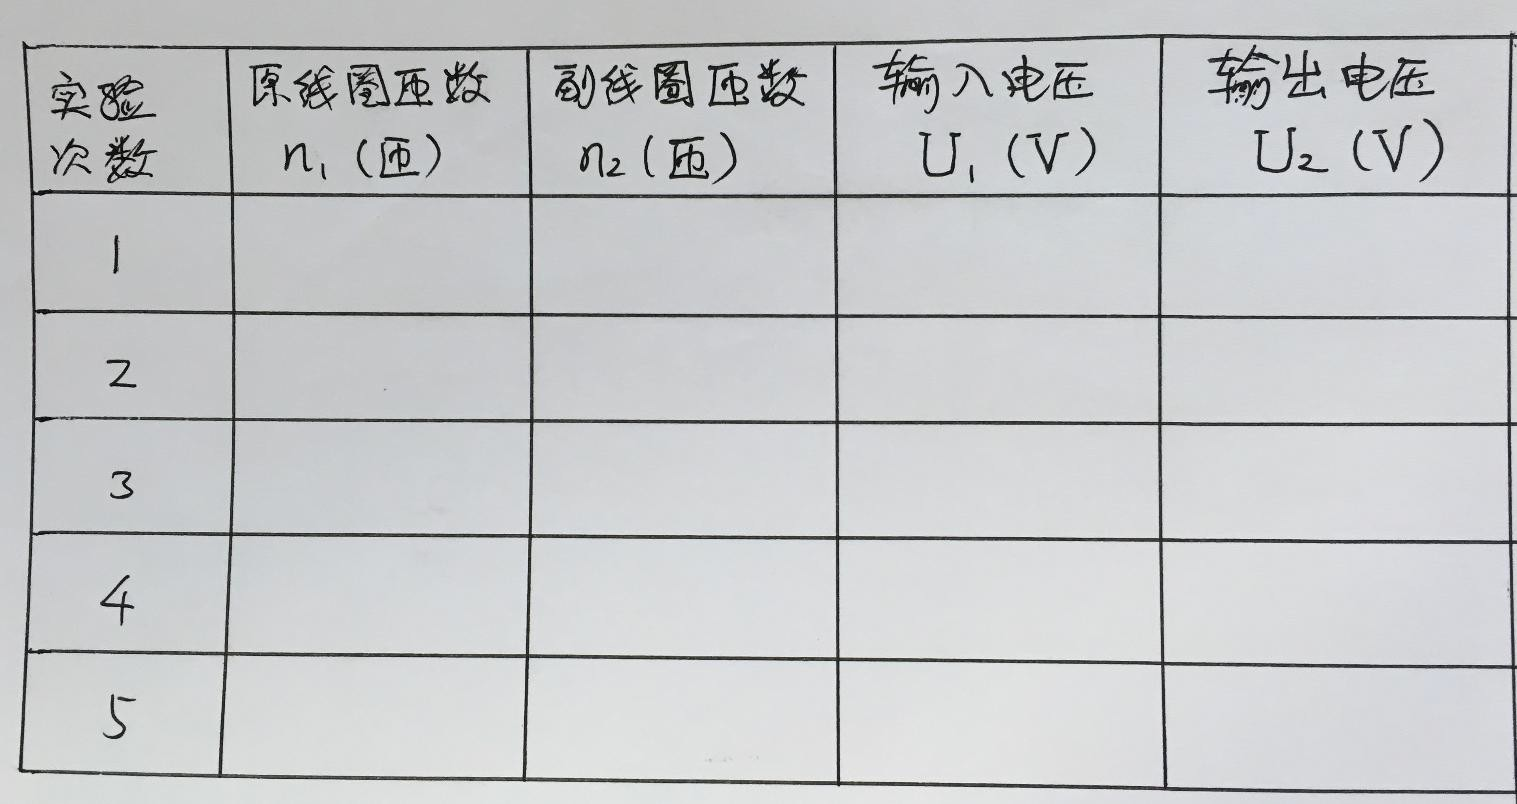 实验
次数
原线圈匝数
n₁(匝)
副线圈匝数
n₂(匝)
输入电压
U₁(V)
输出电压
U₂(V)
1
2
3
4
5